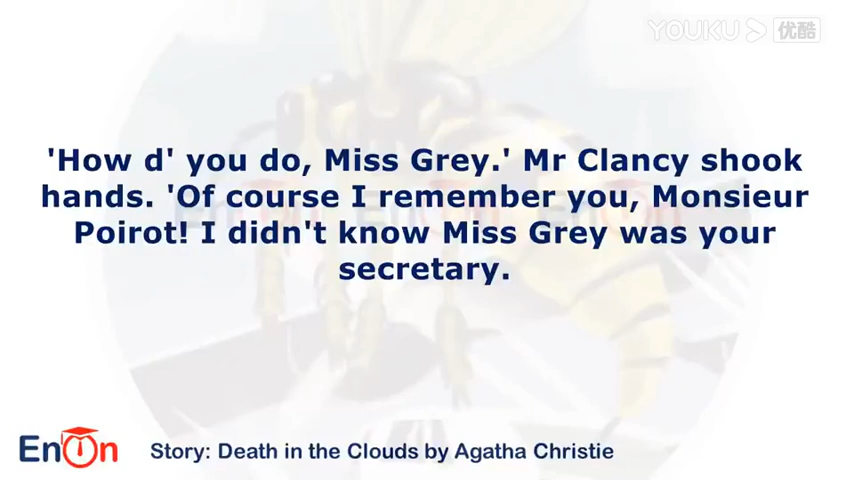 YOUKU 优酷
'How d' you do, Miss Grey.' Mr Clancy shook
hands. 'Of course I remember you, Monsieur
Poirot! I didn't know Miss Grey was your
secretary.
EnOn
Story: Death in the Clouds by Agatha Christie